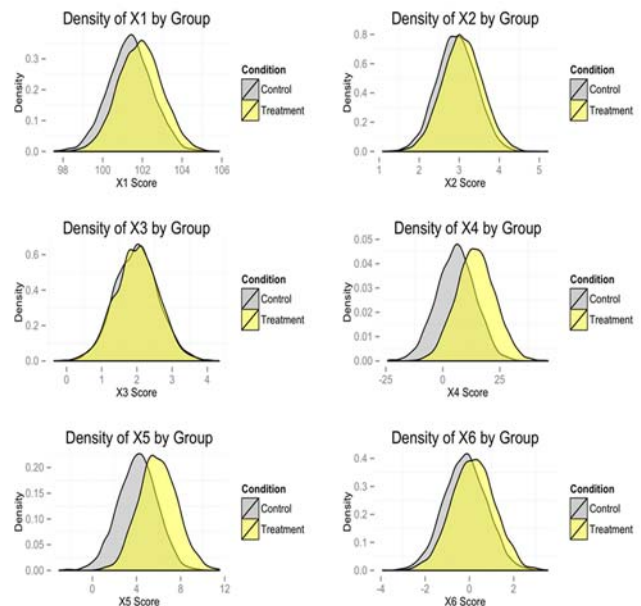 Density of X1 by Group
Density
0.3
0.2
0.1
0.0
98 100 102 104 106
X1 Score
Condition
Control
Treatment
Density of X2 by Group
Density
0.8
0.6
0.4
0.2
0.0
1 2 3 4 5
X2 Score
Condition
Control
Treatment
Density of X3 by Group
Density
0.6
0.4
0.2
0.0
0 1 2 3 4
X3 Score
Condition
Control
Treatment
Density of X4 by Group
Density
0.05
0.04
0.03
0.02
0.01
0.00
-25 0 25
X4 Score
Condition
Control
Treatment
Density of X5 by Group
Density
0.20
0.15
0.10
0.05
0.00
0 4 8 12
X5 Score
Condition
Control
Treatment
Density of X6 by Group
Density
0.4
0.3
0.2
0.1
0.0
-4 -2 0 2
X6 Score
Condition
Control
Treatment